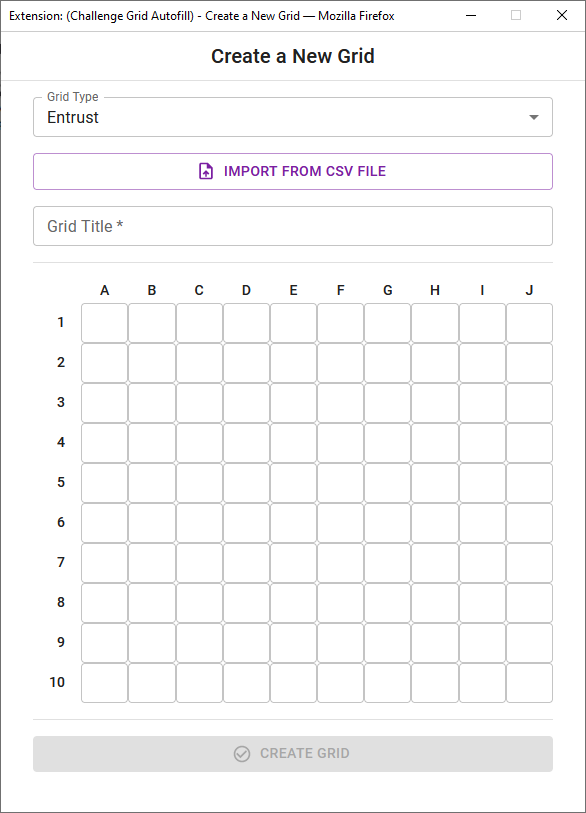 Extension: (Challenge Grid Autofill) - Create a New Grid — Mozilla Firefox
Create a New Grid
Grid Type
Entrust
IMPORT FROM CSV FILE
Grid Title *
A B C D E F G H I J
1
2
3
4
5
6
7
8
9
10
CREATE GRID